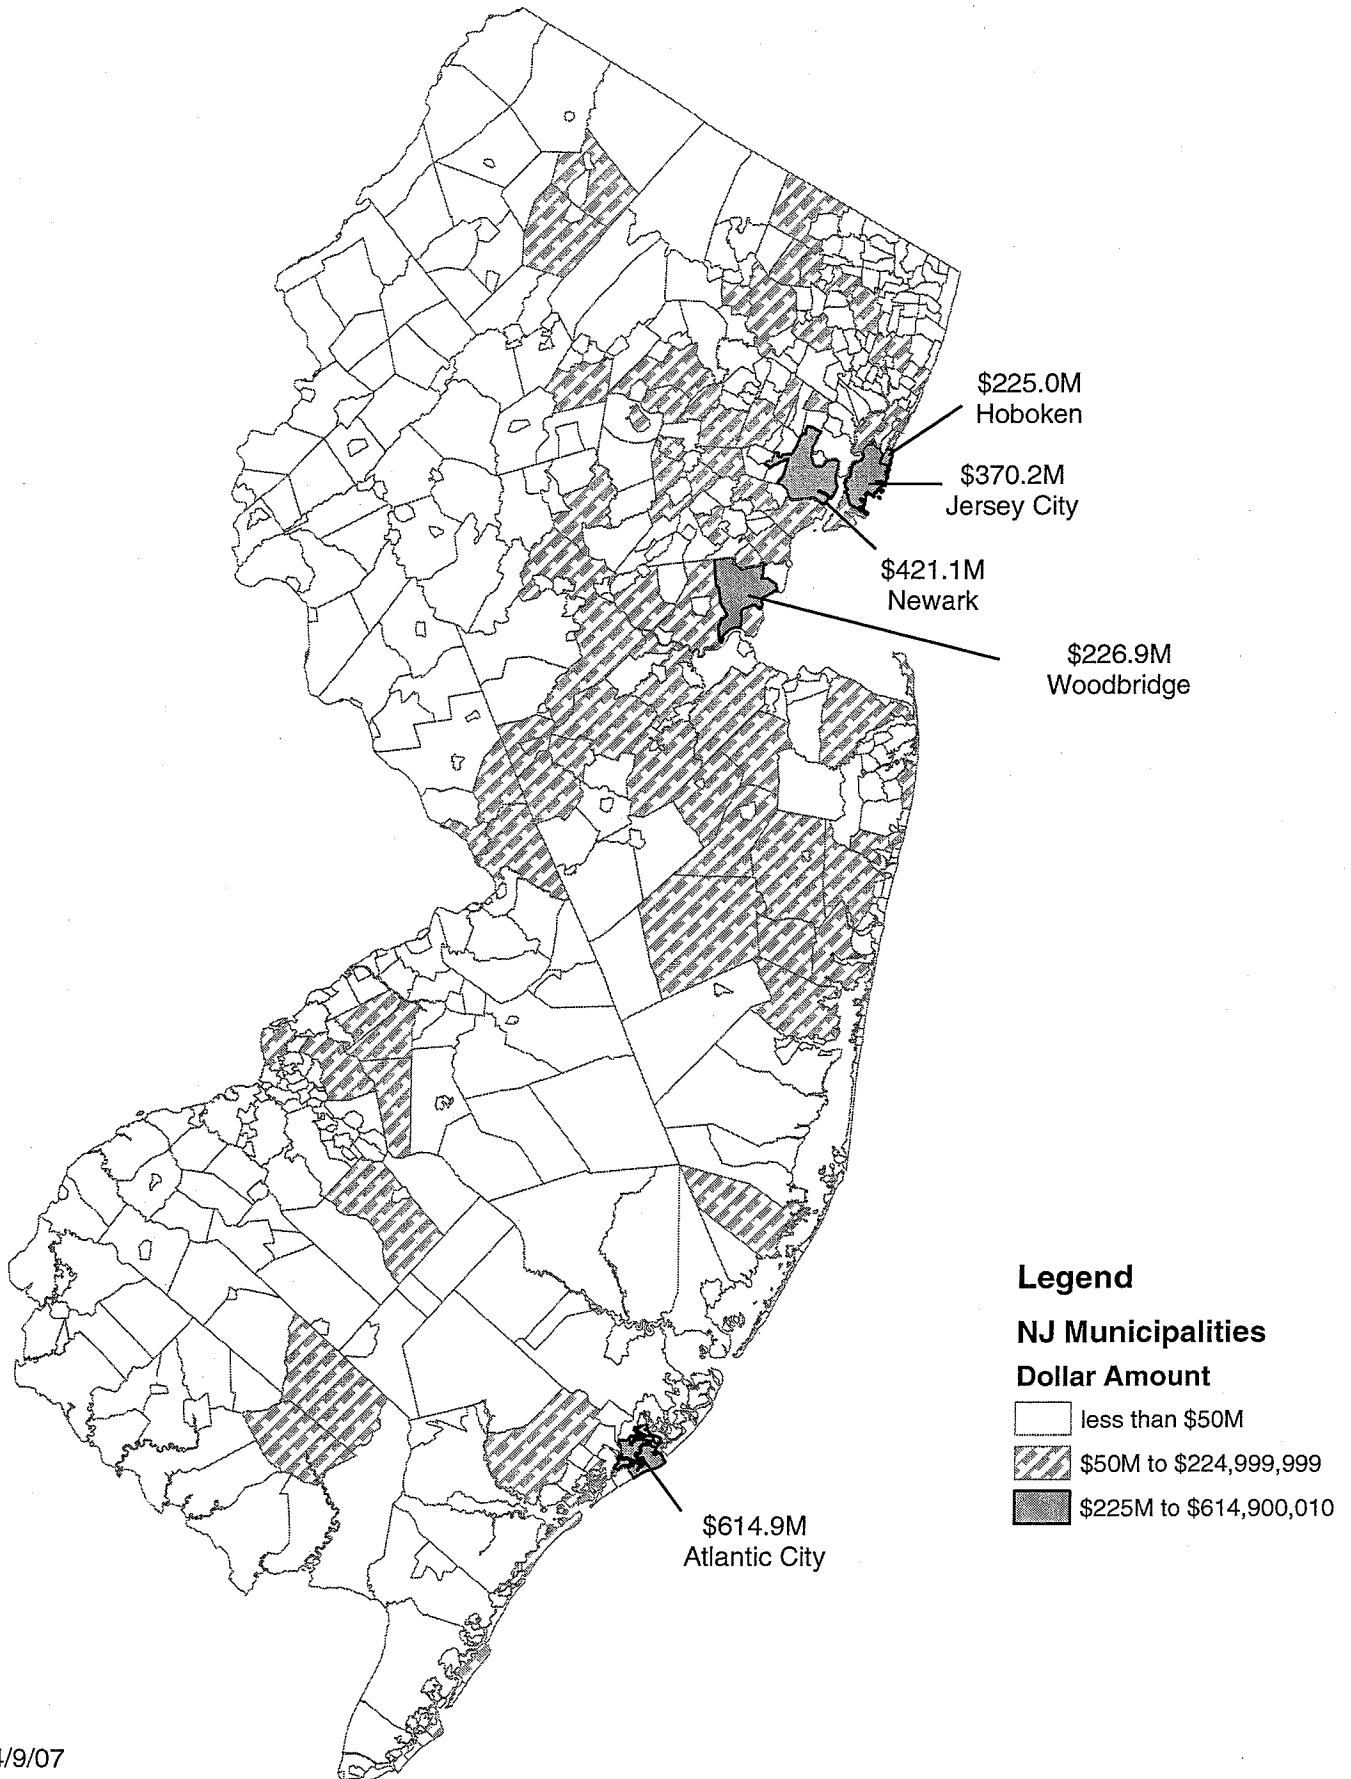 $225.0M
Hoboken
$370.2M
Jersey City
$421.1M
Newark
$226.9M
Woodbridge
Legend
NJ Municipalities
Dollar Amount
less than $50M
$50M to $224,999,999
$225M to $614,900,010
$614.9M
Atlantic City
/9/07